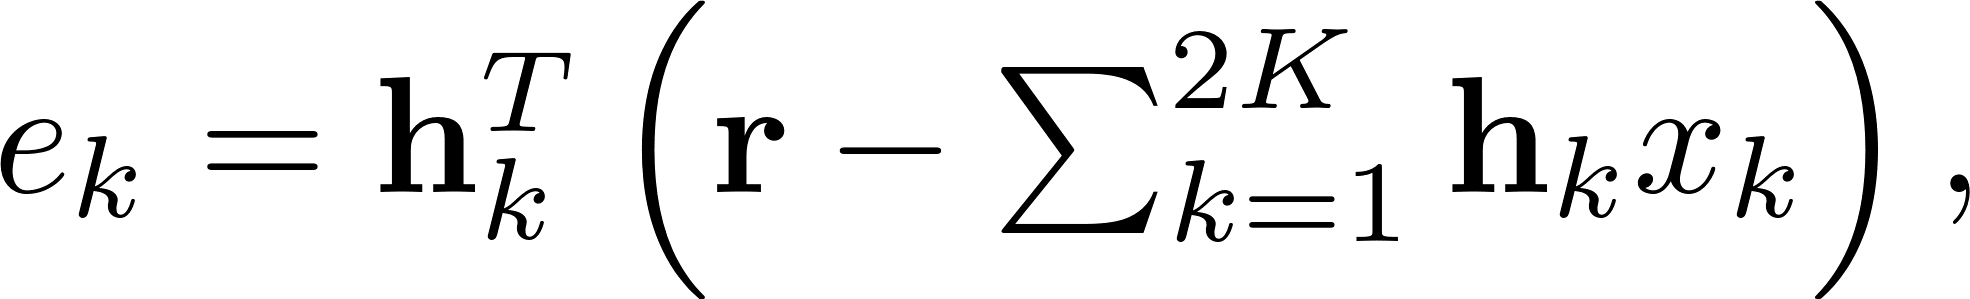 $e_k = \mathbf{h}_k^T \left( \mathbf{r} - \sum_{k=1}^{2K} \mathbf{h}_k x_k \right),$